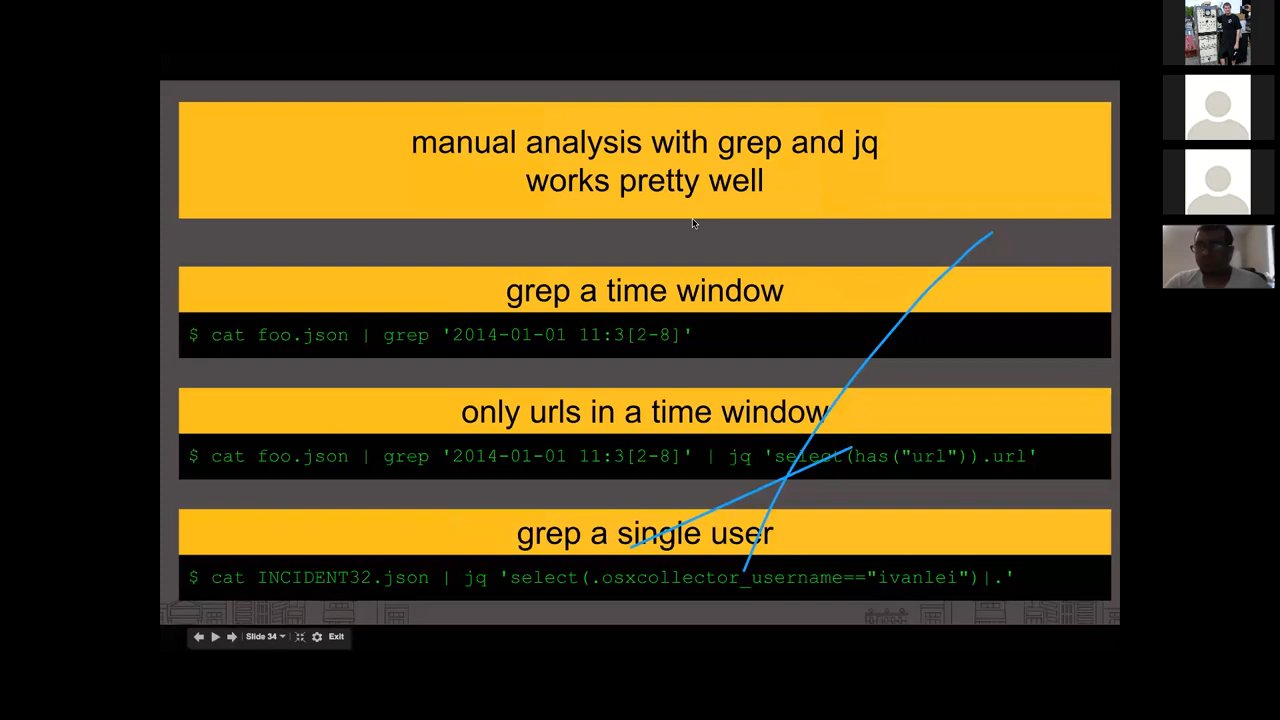 manual analysis with grep and jq
works pretty well
grep a time window
$ cat foo.json | grep '2014-01-01 11:3[2-8]'
only urls in a time window
$ cat foo.json | grep '2014-01-01 11:3[2-8]' | jq 'select(has("url")).url'
grep a single user
$ cat INCIDENT32.json | jq 'select(.osxcollector_username=="ivanlei")|.'
Slide 34
Exit